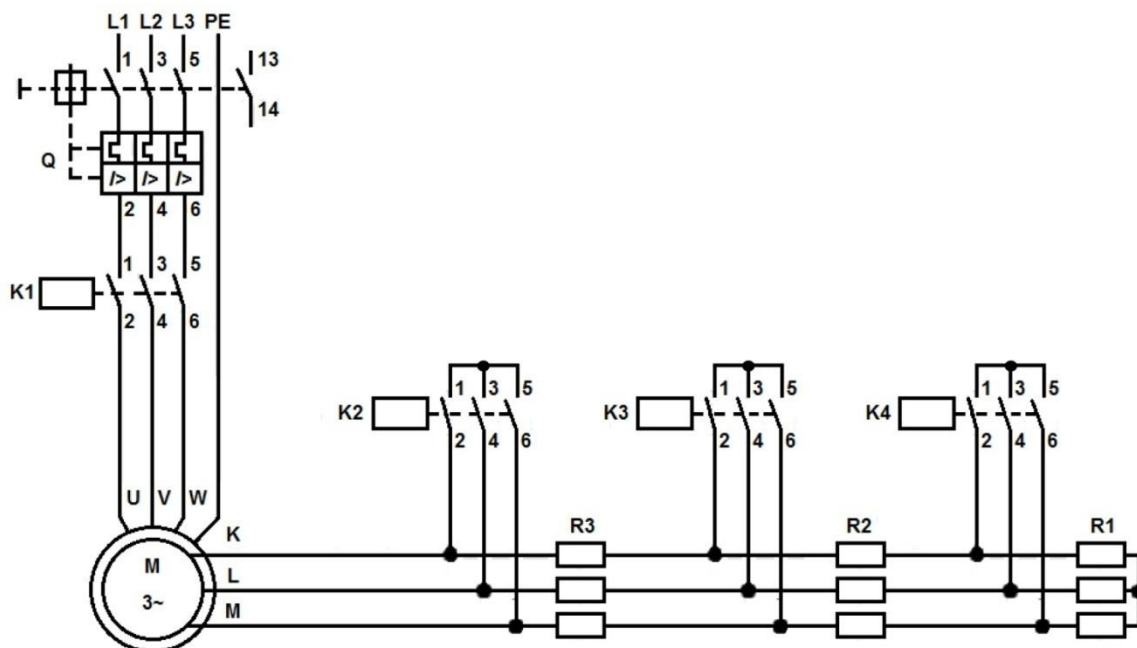 L1 L2 L3 PE
1 3 5 13
14
Q
I> I> I>
2 4 6
1 3 5
K1
2 4 6
1 3 5 1 3 5 1 3 5
K2 K3 K4
2 4 6 2 4 6 2 4 6
U V W
K R3 R2 R1
M
L
3~
M